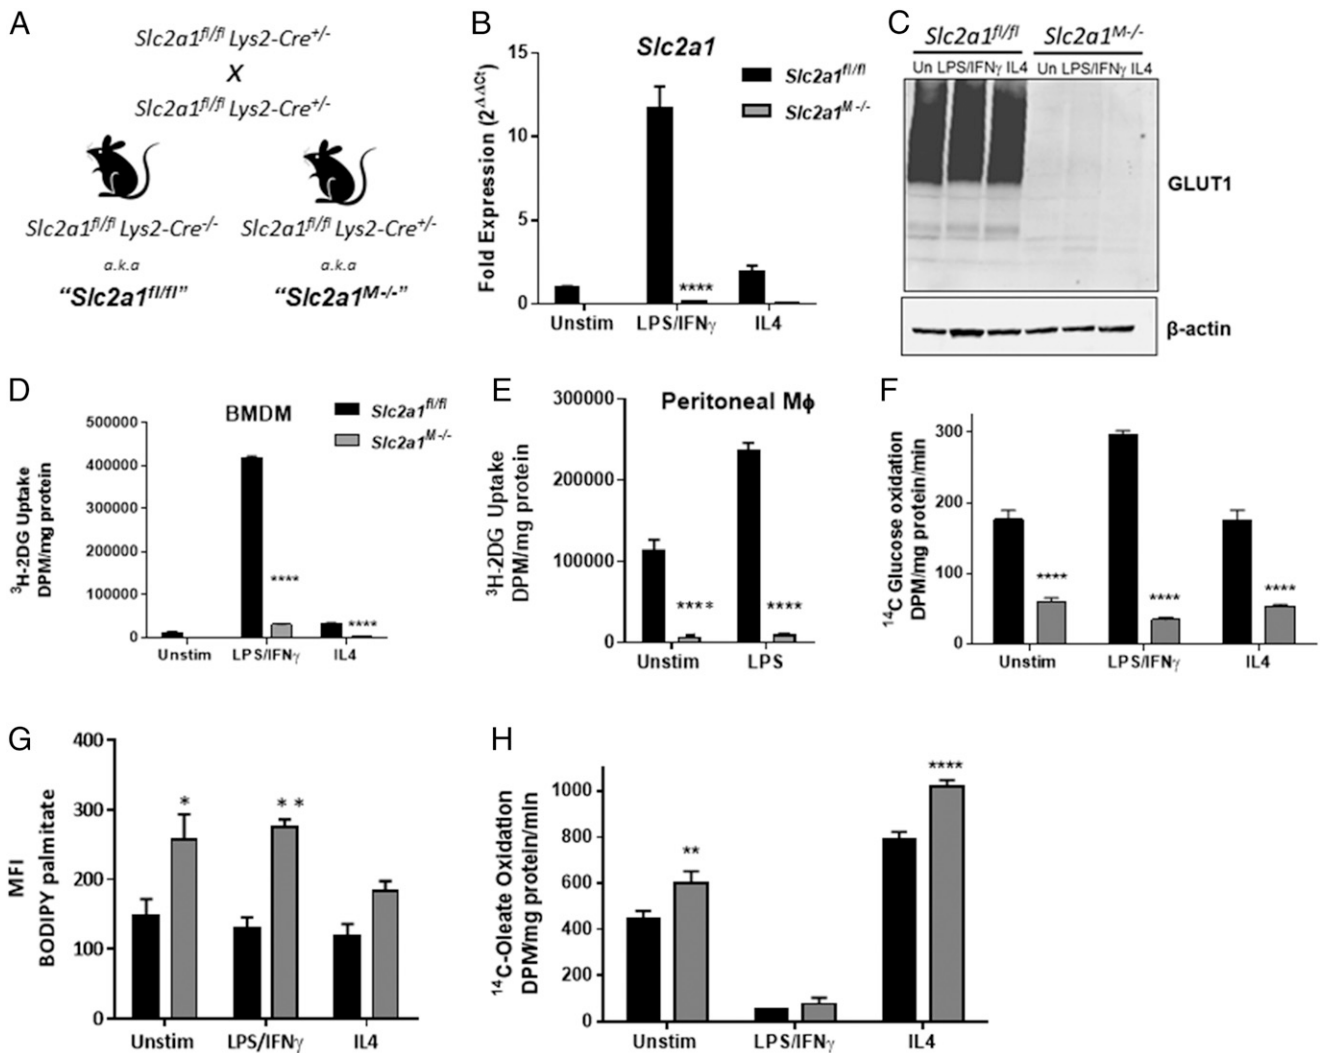 A
Slc2a1fl/fl Lys2-Cre+/-
X
Slc2a1fl/fl Lys2-Cre+/-
Slc2a1fl/fl Lys2-Cre-/- Slc2a1fl/fl Lys2-Cre+/-
a.k.a a.k.a
“Slc2a1fl/fl” “Slc2a1M-/-”
B
Slc2a1
Fold Expression (2ΔΔCt)
15
10
5
0
Slc2a1fl/fl
Slc2a1M-/-
****
Unstim LPS/IFNγ IL4
C
Slc2a1fl/fl Slc2a1M-/-
Un LPS/IFNγ IL4 Un LPS/IFNγ IL4
GLUT1
β-actin
D
BMDM
Slc2a1fl/fl
Slc2a1M-/-
3H-2DG Uptake
DPM/mg protein
500000
400000
300000
200000
100000
0
****
****
Unstim LPS/IFNγ IL4
E
Peritoneal Mϕ
3H-2DG Uptake
DPM/mg protein
300000
200000
100000
0
**** ****
Unstim LPS
F
14C Glucose oxidation
DPM/mg protein/min
300
200
100
0
**** **** ****
Unstim LPS/IFNγ IL4
G
MFI
BODIPY palmitate
400
300
200
100
0
* **
Unstim LPS/IFNγ IL4
H
14C-Oleate Oxidation
DPM/mg protein/min
1000
800
600
400
200
0
** ****
Unstim LPS/IFNγ IL4